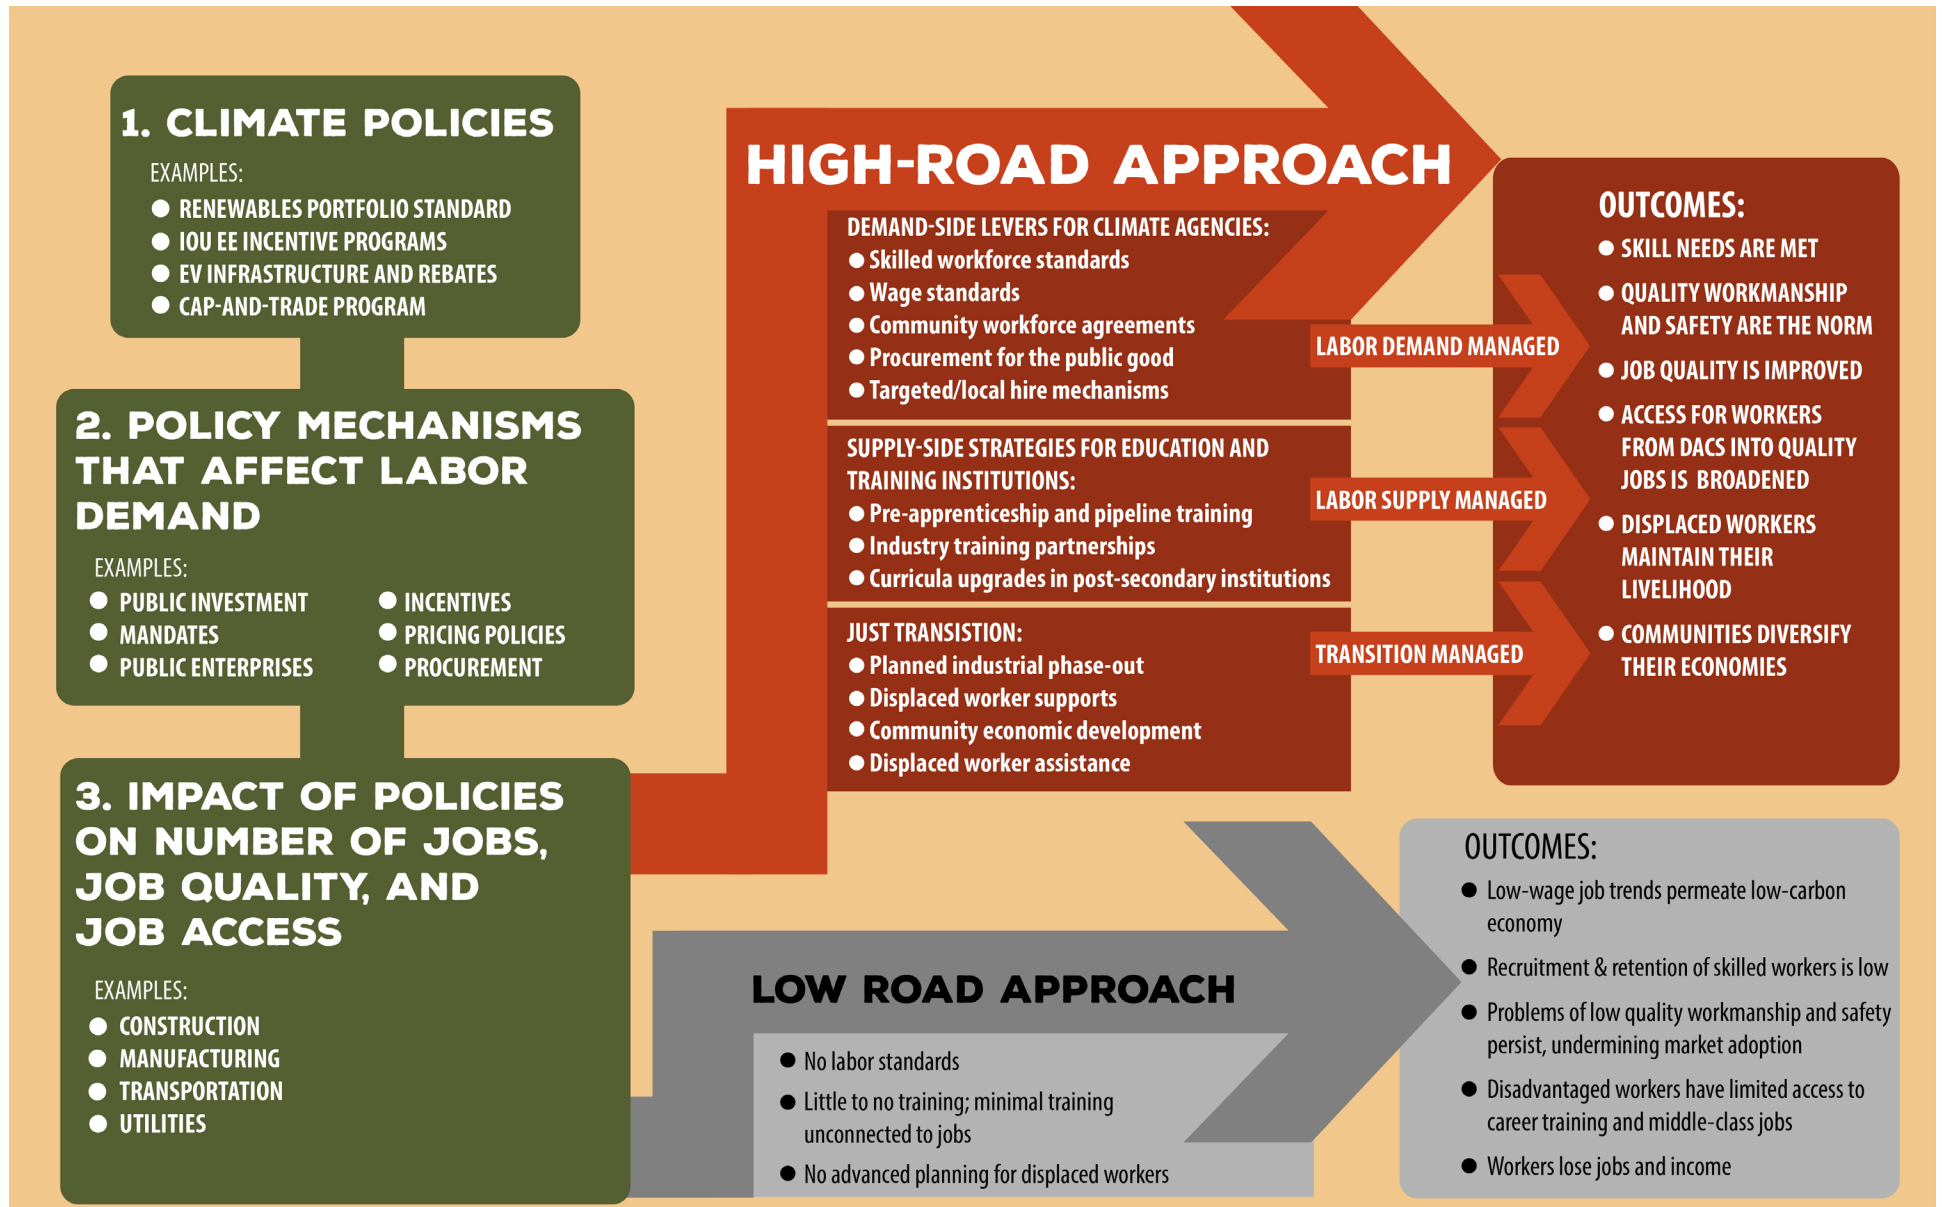 1. CLIMATE POLICIES
EXAMPLES:
● RENEWABLES PORTFOLIO STANDARD
● IOU EE INCENTIVE PROGRAMS
● EV INFRASTRUCTURE AND REBATES
● CAP-AND-TRADE PROGRAM
2. POLICY MECHANISMS
THAT AFFECT LABOR
DEMAND
EXAMPLES:
● PUBLIC INVESTMENT
● MANDATES
● PUBLIC ENTERPRISES
● INCENTIVES
● PRICING POLICIES
● PROCUREMENT
3. IMPACT OF POLICIES
ON NUMBER OF JOBS,
JOB QUALITY, AND
JOB ACCESS
EXAMPLES:
● CONSTRUCTION
● MANUFACTURING
● TRANSPORTATION
● UTILITIES
HIGH-ROAD APPROACH
DEMAND-SIDE LEVERS FOR CLIMATE AGENCIES:
● Skilled workforce standards
● Wage standards
● Community workforce agreements
● Procurement for the public good
● Targeted/local hire mechanisms
LABOR DEMAND MANAGED
SUPPLY-SIDE STRATEGIES FOR EDUCATION AND
TRAINING INSTITUTIONS:
● Pre-apprenticeship and pipeline training
● Industry training partnerships
● Curricula upgrades in post-secondary institutions
LABOR SUPPLY MANAGED
JUST TRANSISTION:
● Planned industrial phase-out
● Displaced worker supports
● Community economic development
● Displaced worker assistance
TRANSITION MANAGED
OUTCOMES:
● SKILL NEEDS ARE MET
● QUALITY WORKMANSHIP
AND SAFETY ARE THE NORM
● JOB QUALITY IS IMPROVED
● ACCESS FOR WORKERS
FROM DACS INTO QUALITY
JOBS IS BROADENED
● DISPLACED WORKERS
MAINTAIN THEIR
LIVELIHOOD
● COMMUNITIES DIVERSIFY
THEIR ECONOMIES
LOW ROAD APPROACH
● No labor standards
● Little to no training; minimal training
unconnected to jobs
● No advanced planning for displaced workers
OUTCOMES:
● Low-wage job trends permeate low-carbon
economy
● Recruitment & retention of skilled workers is low
● Problems of low quality workmanship and safety
persist, undermining market adoption
● Disadvantaged workers have limited access to
career training and middle-class jobs
● Workers lose jobs and income